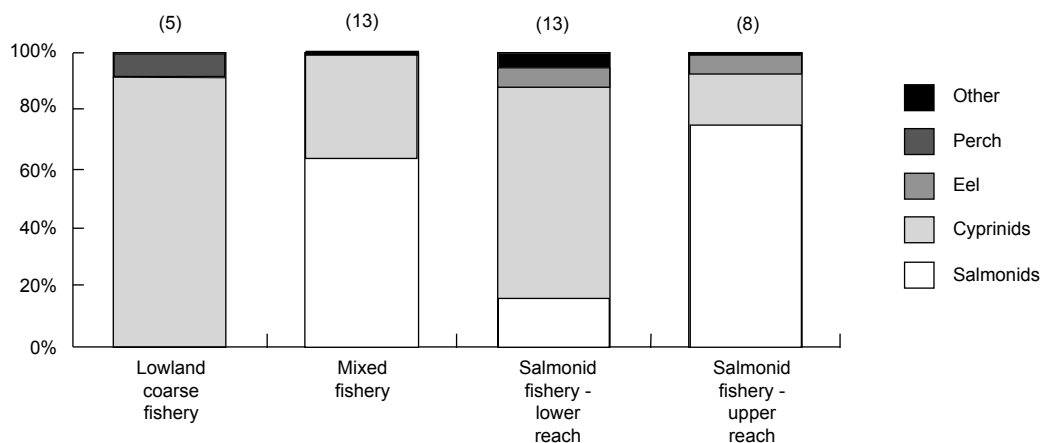 (5) (13) (13) (8)
100%
80%
60%
40%
20%
0%
Lowland
coarse
fishery
Mixed
fishery
Salmonid
fishery -
lower
reach
Salmonid
fishery -
upper
reach
Other
Perch
Eel
Cyprinids
Salmonids